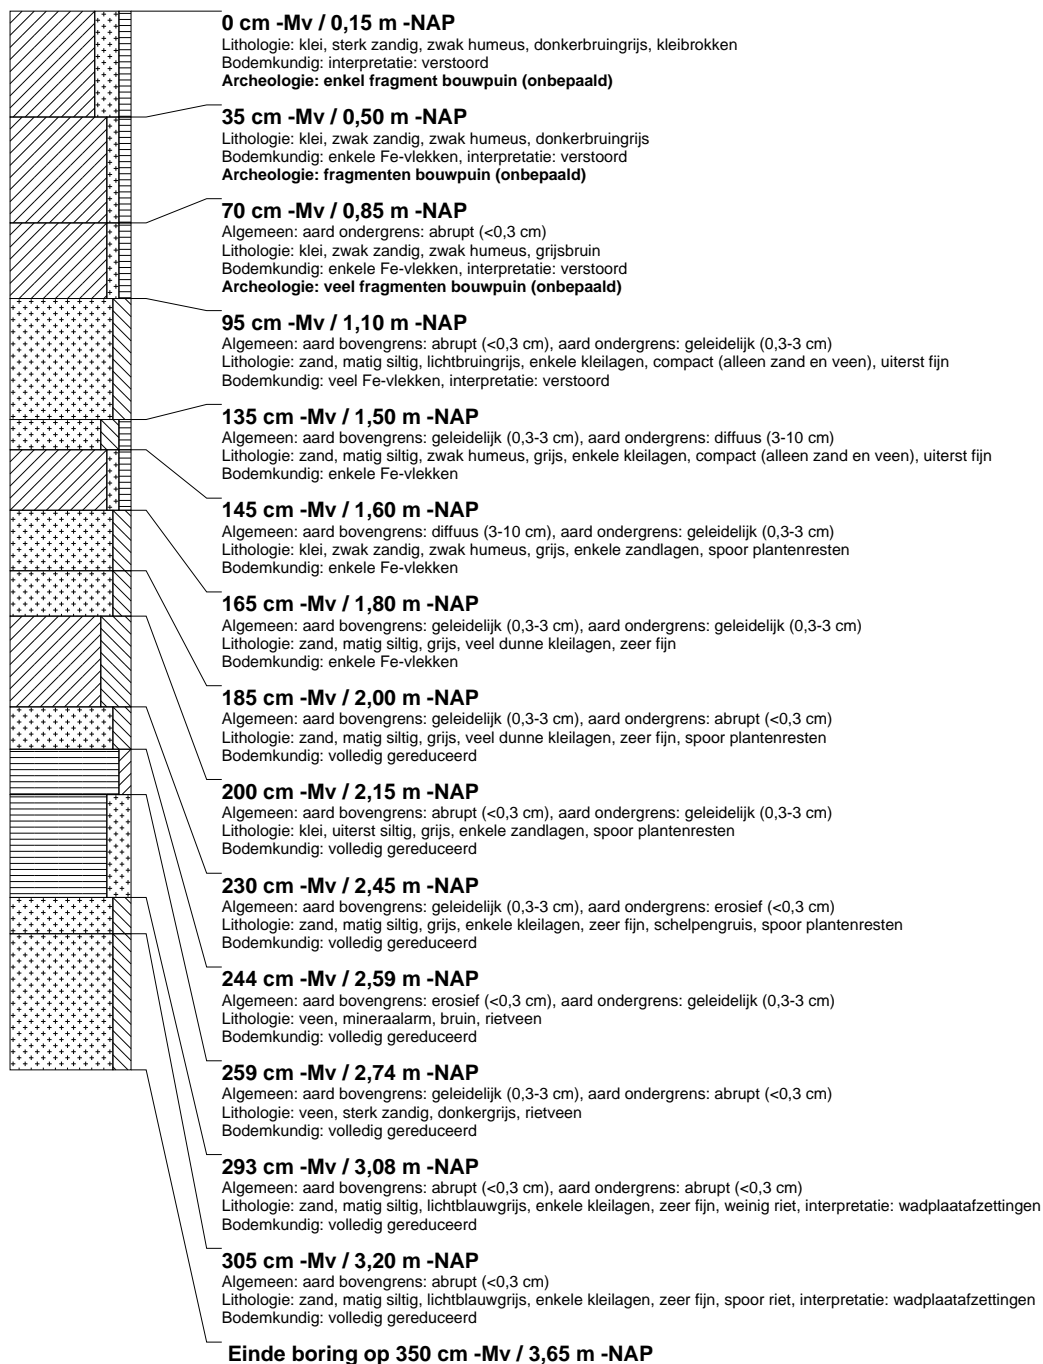 0 cm -Mv / 0,15 m -NAP
Lithologie: klei, sterk zandig, zwak humeus, donkerbruingrijs, kleibrokken
Bodemkundig: interpretatie: verstoord
Archeologie: enkel fragment bouwpuin (onbepaald)
35 cm -Mv / 0,50 m -NAP
Lithologie: klei, zwak zandig, zwak humeus, donkerbruingrijs
Bodemkundig: enkele Fe-vlekken, interpretatie: verstoord
Archeologie: fragmenten bouwpuin (onbepaald)
70 cm -Mv / 0,85 m -NAP
Algemeen: aard ondergrens: abrupt (<0,3 cm)
Lithologie: klei, zwak zandig, zwak humeus, grijsbruin
Bodemkundig: enkele Fe-vlekken, interpretatie: verstoord
Archeologie: veel fragmenten bouwpuin (onbepaald)
95 cm -Mv / 1,10 m -NAP
Algemeen: aard bovengrens: abrupt (<0,3 cm), aard ondergrens: geleidelijk (0,3-3 cm)
Lithologie: zand, matig siltig, lichtbruingrijs, enkele kleilagen, compact (alleen zand en veen), uiterst fijn
Bodemkundig: veel Fe-vlekken, interpretatie: verstoord
135 cm -Mv / 1,50 m -NAP
Algemeen: aard bovengrens: geleidelijk (0,3-3 cm), aard ondergrens: diffuus (3-10 cm)
Lithologie: zand, matig siltig, zwak humeus, grijs, enkele kleilagen, compact (alleen zand en veen), uiterst fijn
Bodemkundig: enkele Fe-vlekken
145 cm -Mv / 1,60 m -NAP
Algemeen: aard bovengrens: diffuus (3-10 cm), aard ondergrens: geleidelijk (0,3-3 cm)
Lithologie: klei, zwak zandig, zwak humeus, grijs, enkele zandlagen, spoor plantenresten
Bodemkundig: enkele Fe-vlekken
165 cm -Mv / 1,80 m -NAP
Algemeen: aard bovengrens: geleidelijk (0,3-3 cm), aard ondergrens: geleidelijk (0,3-3 cm)
Lithologie: zand, matig siltig, grijs, veel dunne kleilagen, zeer fijn
Bodemkundig: enkele Fe-vlekken
185 cm -Mv / 2,00 m -NAP
Algemeen: aard bovengrens: geleidelijk (0,3-3 cm), aard ondergrens: abrupt (<0,3 cm)
Lithologie: zand, matig siltig, grijs, veel dunne kleilagen, zeer fijn, spoor plantenresten
Bodemkundig: volledig gereduceerd
200 cm -Mv / 2,15 m -NAP
Algemeen: aard bovengrens: abrupt (<0,3 cm), aard ondergrens: geleidelijk (0,3-3 cm)
Lithologie: klei, uiterst siltig, grijs, enkele zandlagen, spoor plantenresten
Bodemkundig: volledig gereduceerd
230 cm -Mv / 2,45 m -NAP
Algemeen: aard bovengrens: geleidelijk (0,3-3 cm), aard ondergrens: erosief (<0,3 cm)
Lithologie: zand, matig siltig, grijs, enkele kleilagen, zeer fijn, schelpengruis, spoor plantenresten
Bodemkundig: volledig gereduceerd
244 cm -Mv / 2,59 m -NAP
Algemeen: aard bovengrens: erosief (<0,3 cm), aard ondergrens: geleidelijk (0,3-3 cm)
Lithologie: veen, mineraalarm, bruin, rietveen
Bodemkundig: volledig gereduceerd
259 cm -Mv / 2,74 m -NAP
Algemeen: aard bovengrens: geleidelijk (0,3-3 cm), aard ondergrens: abrupt (<0,3 cm)
Lithologie: veen, sterk zandig, donkergrijs, rietveen
Bodemkundig: volledig gereduceerd
293 cm -Mv / 3,08 m -NAP
Algemeen: aard bovengrens: abrupt (<0,3 cm), aard ondergrens: abrupt (<0,3 cm)
Lithologie: zand, matig siltig, lichtblauwgrijs, enkele kleilagen, zeer fijn, weinig riet, interpretatie: wadplaatafzettingen
Bodemkundig: volledig gereduceerd
305 cm -Mv / 3,20 m -NAP
Algemeen: aard bovengrens: abrupt (<0,3 cm)
Lithologie: zand, matig siltig, lichtblauwgrijs, enkele kleilagen, zeer fijn, spoor riet, interpretatie: wadplaatafzettingen
Bodemkundig: volledig gereduceerd
Einde boring op 350 cm -Mv / 3,65 m -NAP